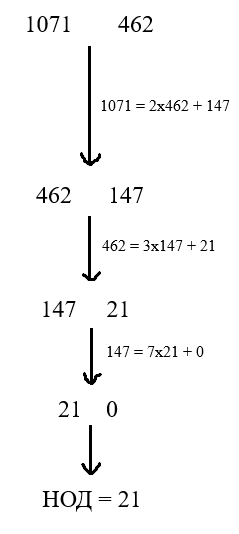 1071 462
1071 = 2x462 + 147
462 147
462 = 3x147 + 21
147 21
147 = 7x21 + 0
21 0
НОД = 21